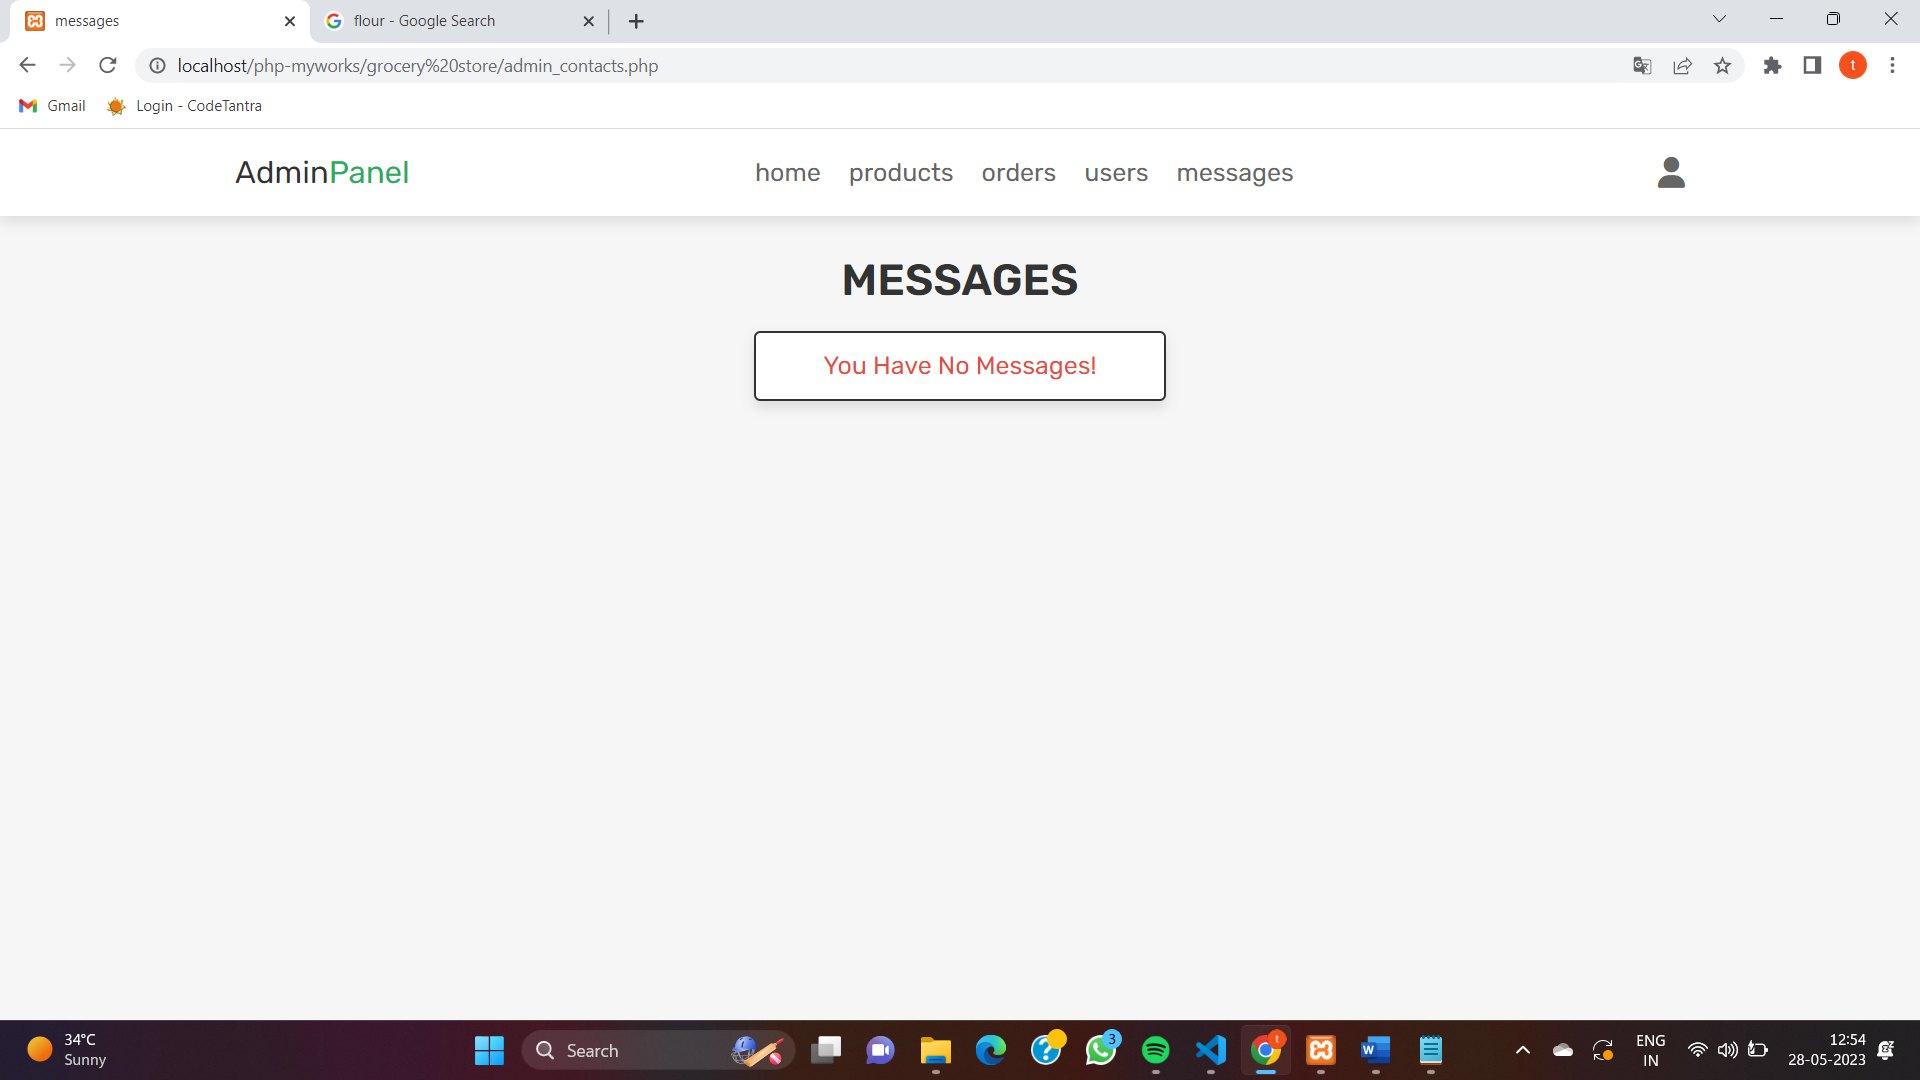 messages
flour - Google Search
localhost/php-myworks/grocery%20store/admin_contacts.php
t
Gmail
Login - CodeTantra
AdminPanel
home products orders users messages
MESSAGES
You Have No Messages!
34°C
Sunny
Search
3
t
ENG
IN
12:54
28-05-2023